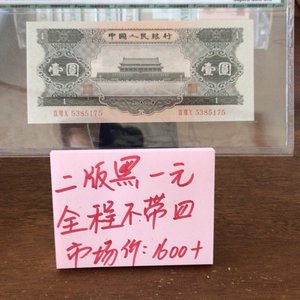 中国人民银行
壹圆
壹圆
5385175
5385175
二版黑一元
全程不带四
市场价:1600+